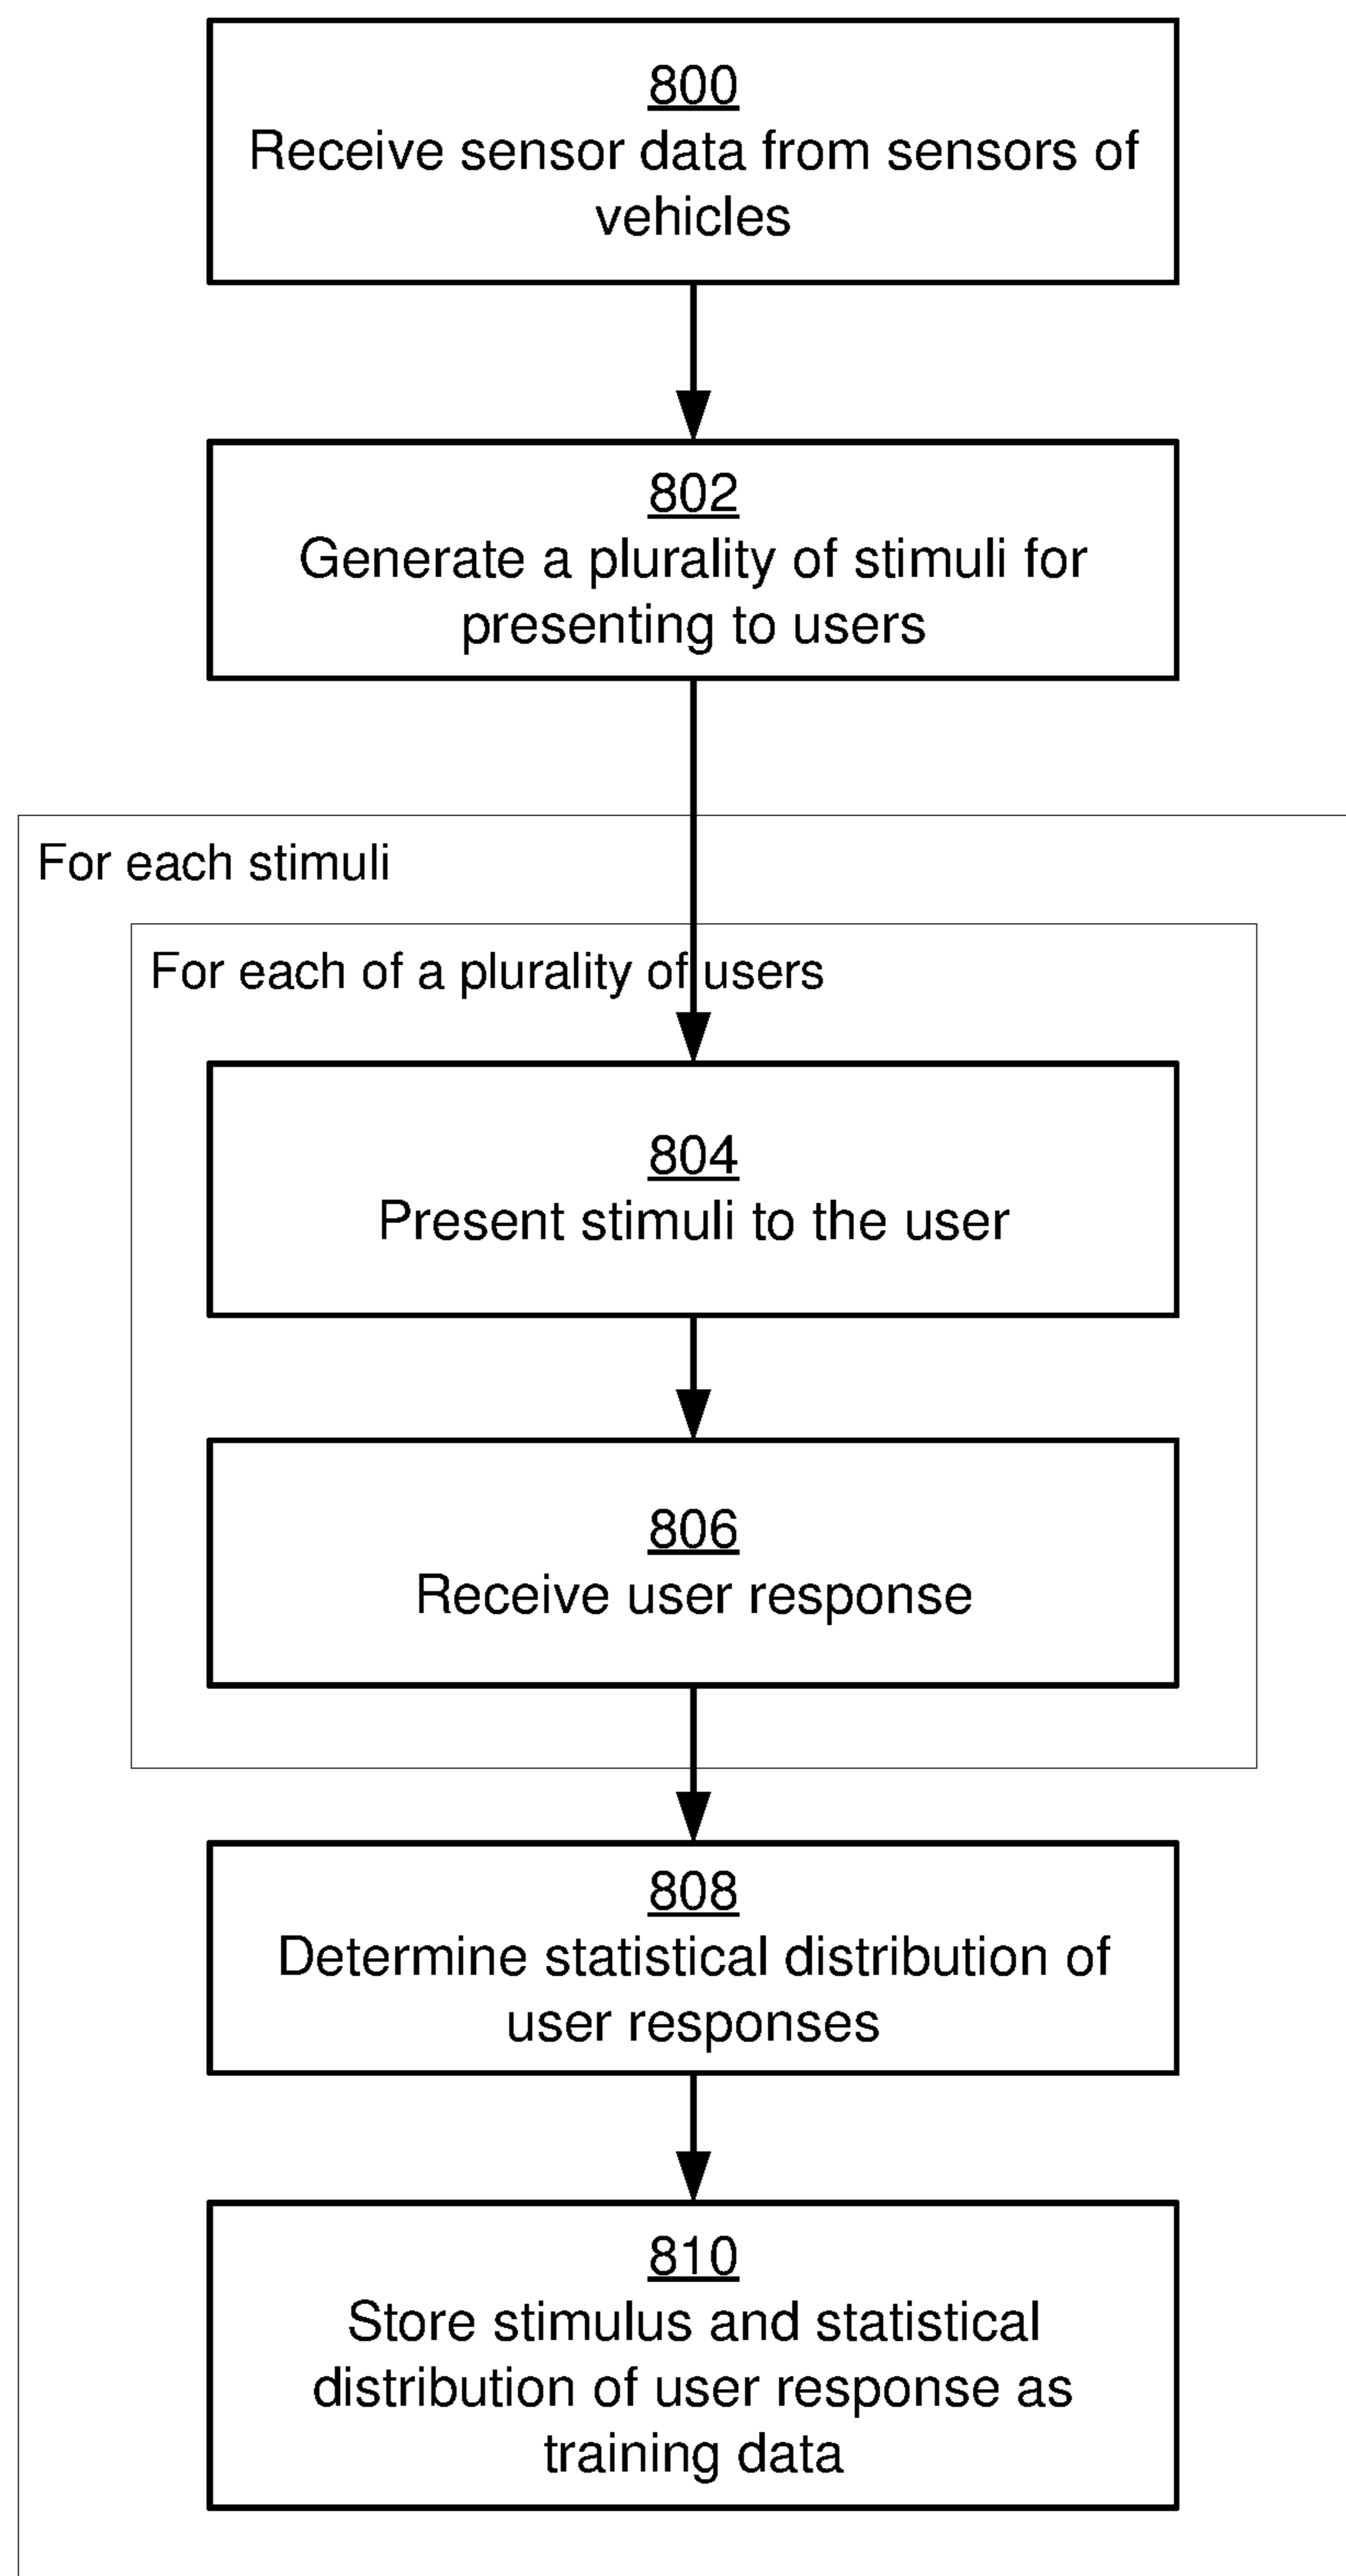 800
Receive sensor data from sensors of
vehicles
802
Generate a plurality of stimuli for
presenting to users
For each stimuli
For each of a plurality of users
804
Present stimuli to the user
806
Receive user response
808
Determine statistical distribution of
user responses
810
Store stimulus and statistical
distribution of user response as
training data